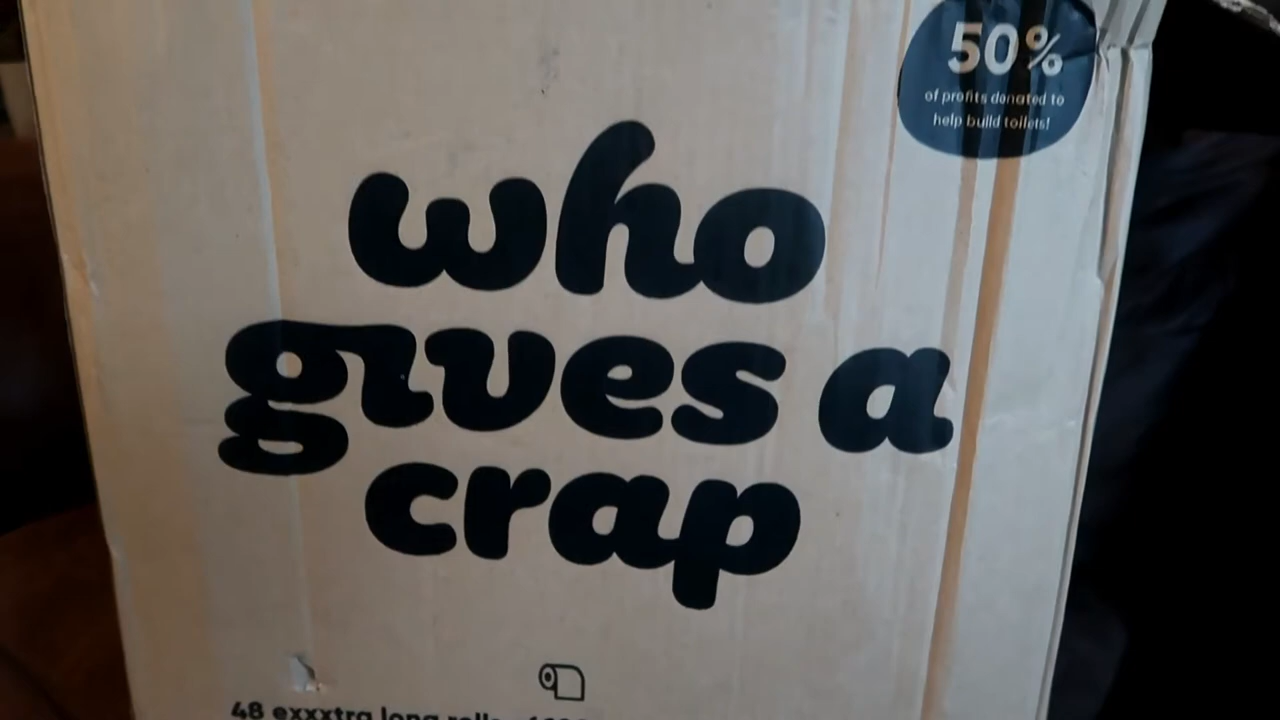 50%
of profits donated to
help build toilets!
who
gives a
crap
48 exxxtra long rolls